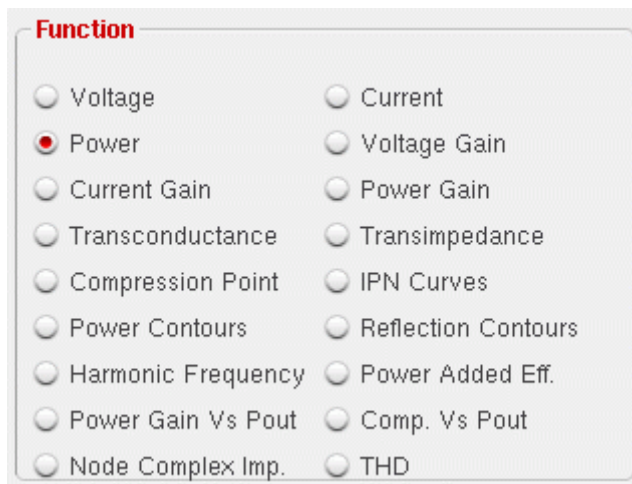 Function
Voltage Current
Power Voltage Gain
Current Gain Power Gain
Transconductance Transimpedance
Compression Point IPN Curves
Power Contours Reflection Contours
Harmonic Frequency Power Added Eff.
Power Gain Vs Pout Comp. Vs Pout
Node Complex Imp. THD